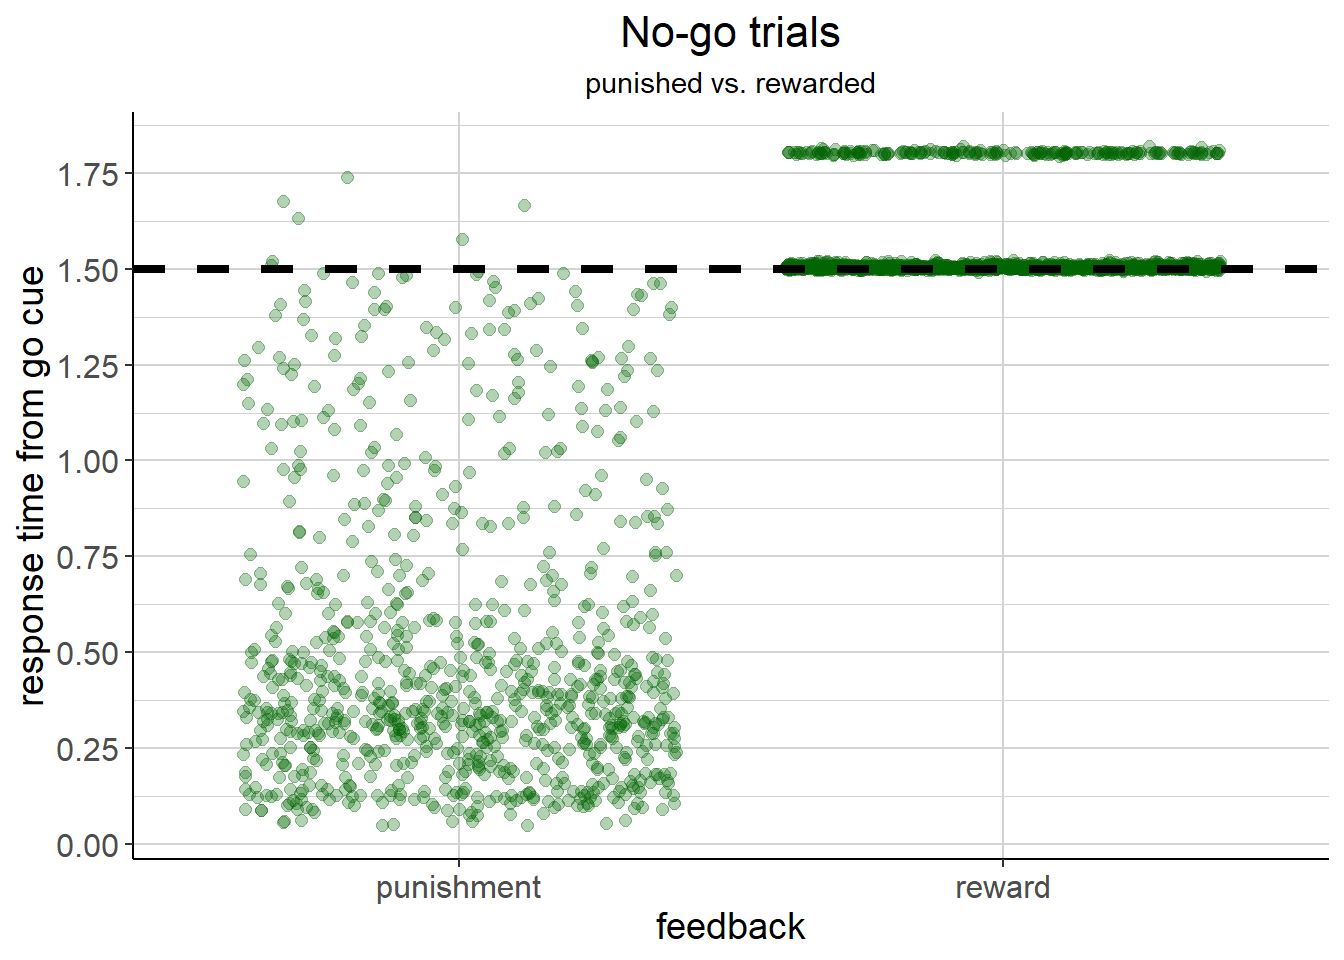 No-go trials
punished vs. rewarded
response time from go cue
1.75
1.50
1.25
1.00
0.75
0.50
0.25
0.00
punishment
reward
feedback